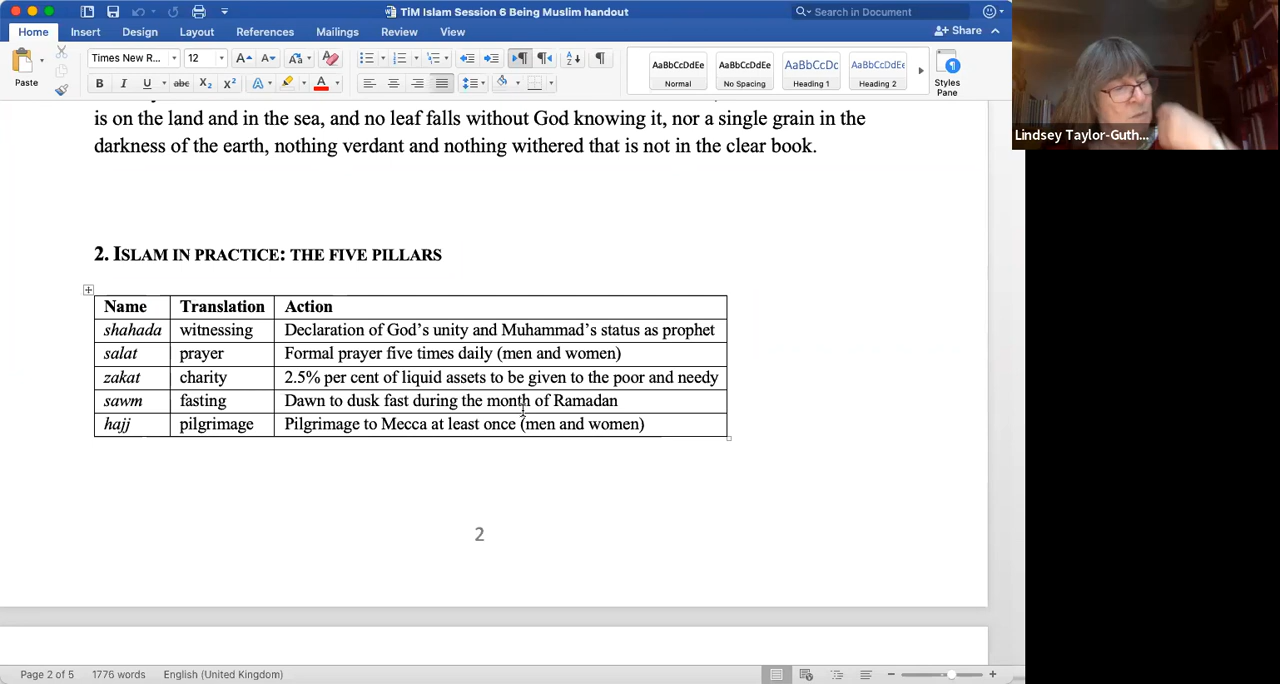 TiM Islam Session 6 Being Muslim handout
Search in Document
Home Insert Design Layout References Mailings Review View
Share
Paste
Times New R... 12
AaBbCcDdEe AaBbCcDdEe AaBbCcDc AaBbCcDdEe
Normal No Spacing Heading 1 Heading 2
Styles
Pane
Lindsey Taylor-Guth...
is on the land and in the sea, and no leaf falls without God knowing it, nor a single grain in the
darkness of the earth, nothing verdant and nothing withered that is not in the clear book.
2. ISLAM IN PRACTICE: THE FIVE PILLARS
Name Translation Action
shahada witnessing Declaration of God's unity and Muhammad's status as prophet
salat prayer Formal prayer five times daily (men and women)
zakat charity 2.5% per cent of liquid assets to be given to the poor and needy
sawm fasting Dawn to dusk fast during the month of Ramadan
hajj pilgrimage Pilgrimage to Mecca at least once (men and women)
2
Page 2 of 5 1776 words English (United Kingdom)